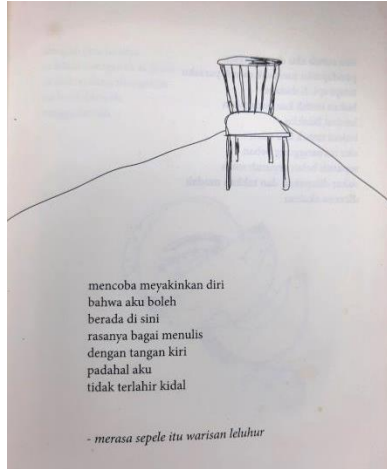 mencoba meyakinkan diri
bahwa aku boleh
berada di sini
rasanya bagai menulis
dengan tangan kiri
padahal aku
tidak terlahir kidal
- merasa sepele itu warisan leluhur